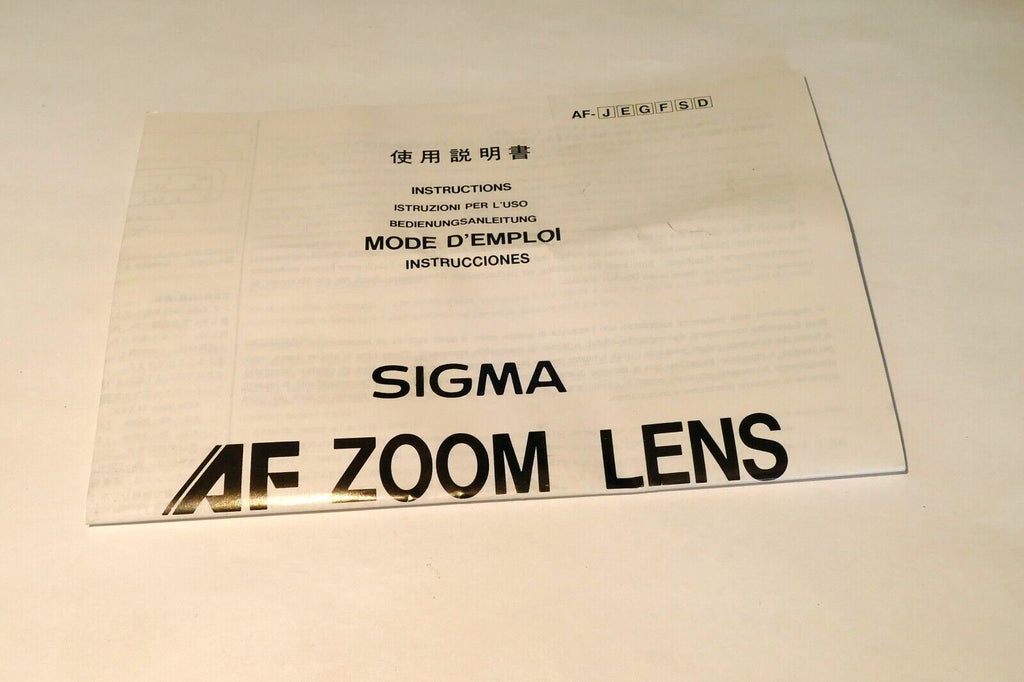 AF-JEGFSD
使用説明書
INSTRUCTIONS
ISTRUZIONI PER L'USO
BEDIENUNGSANLEITUNG
MODE D'EMPLOI
INSTRUCCIONES
SIGMA
AF ZOOM LENS